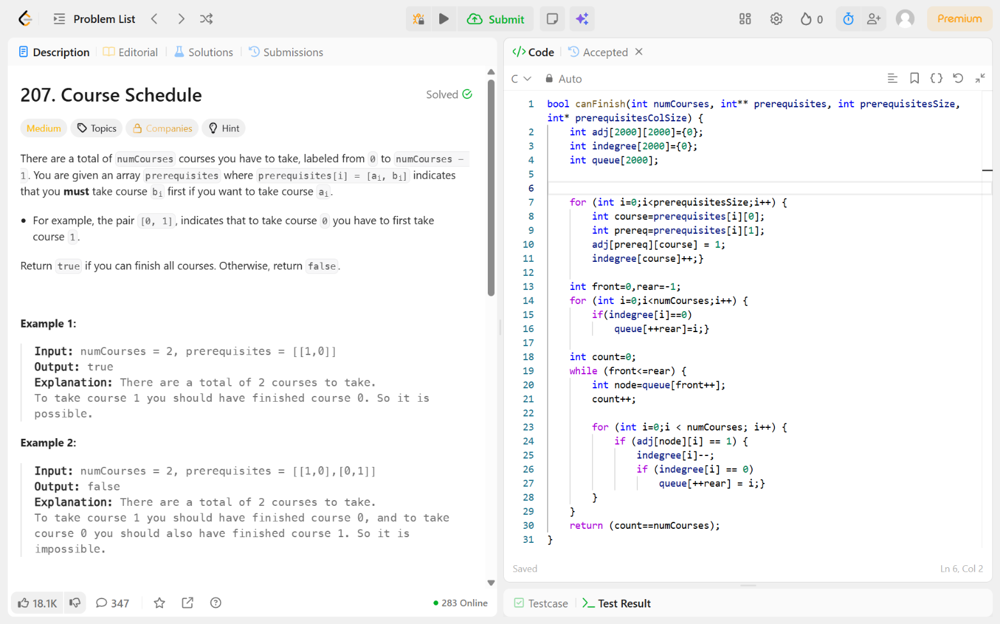 Problem List
Submit
0
Premium
Description
Editorial
Solutions
Submissions
207. Course Schedule
Solved
Medium
Topics
Companies
Hint
There are a total of numCourses courses you have to take, labeled from 0 to numCourses -
1. You are given an array prerequisites where prerequisites[i] = [ai, bi] indicates
that you must take course bi first if you want to take course ai.
• For example, the pair [0, 1], indicates that to take course 0 you have to first take
course 1.
Return true if you can finish all courses. Otherwise, return false.
Example 1:
Input: numCourses = 2, prerequisites = [[1,0]]
Output: true
Explanation: There are a total of 2 courses to take.
To take course 1 you should have finished course 0. So it is
possible.
Example 2:
Input: numCourses = 2, prerequisites = [[1,0],[0,1]]
Output: false
Explanation: There are a total of 2 courses to take.
To take course 1 you should have finished course 0, and to take
course 0 you should also have finished course 1. So it is
impossible.
18.1K
347
283 Online
</> Code
Accepted
C
Auto
1 bool canFinish(int numCourses, int** prerequisites, int prerequisitesSize,
int* prerequisitesColSize) {
2 int adj[2000][2000]={0};
3 int indegree[2000]={0};
4 int queue[2000];
5
6
7 for (int i=0;i<prerequisitesSize;i++) {
8 int course=prerequisites[i][0];
9 int prereq=prerequisites[i][1];
10 adj[prereq][course] = 1;
11 indegree[course]++;}
12
13 int front=0,rear=-1;
14 for (int i=0;i<numCourses;i++) {
15 if(indegree[i]==0)
16 queue[++rear]=i;}
17
18 int count=0;
19 while (front<=rear) {
20 int node=queue[front++];
21 count++;
22
23 for (int i=0;i < numCourses; i++) {
24 if (adj[node][i] == 1) {
25 indegree[i]--;
26 if (indegree[i] == 0)
27 queue[++rear] = i;}
28 }
29 }
30 return (count==numCourses);
31 }
Saved
Ln 6, Col 2
Testcase
Test Result